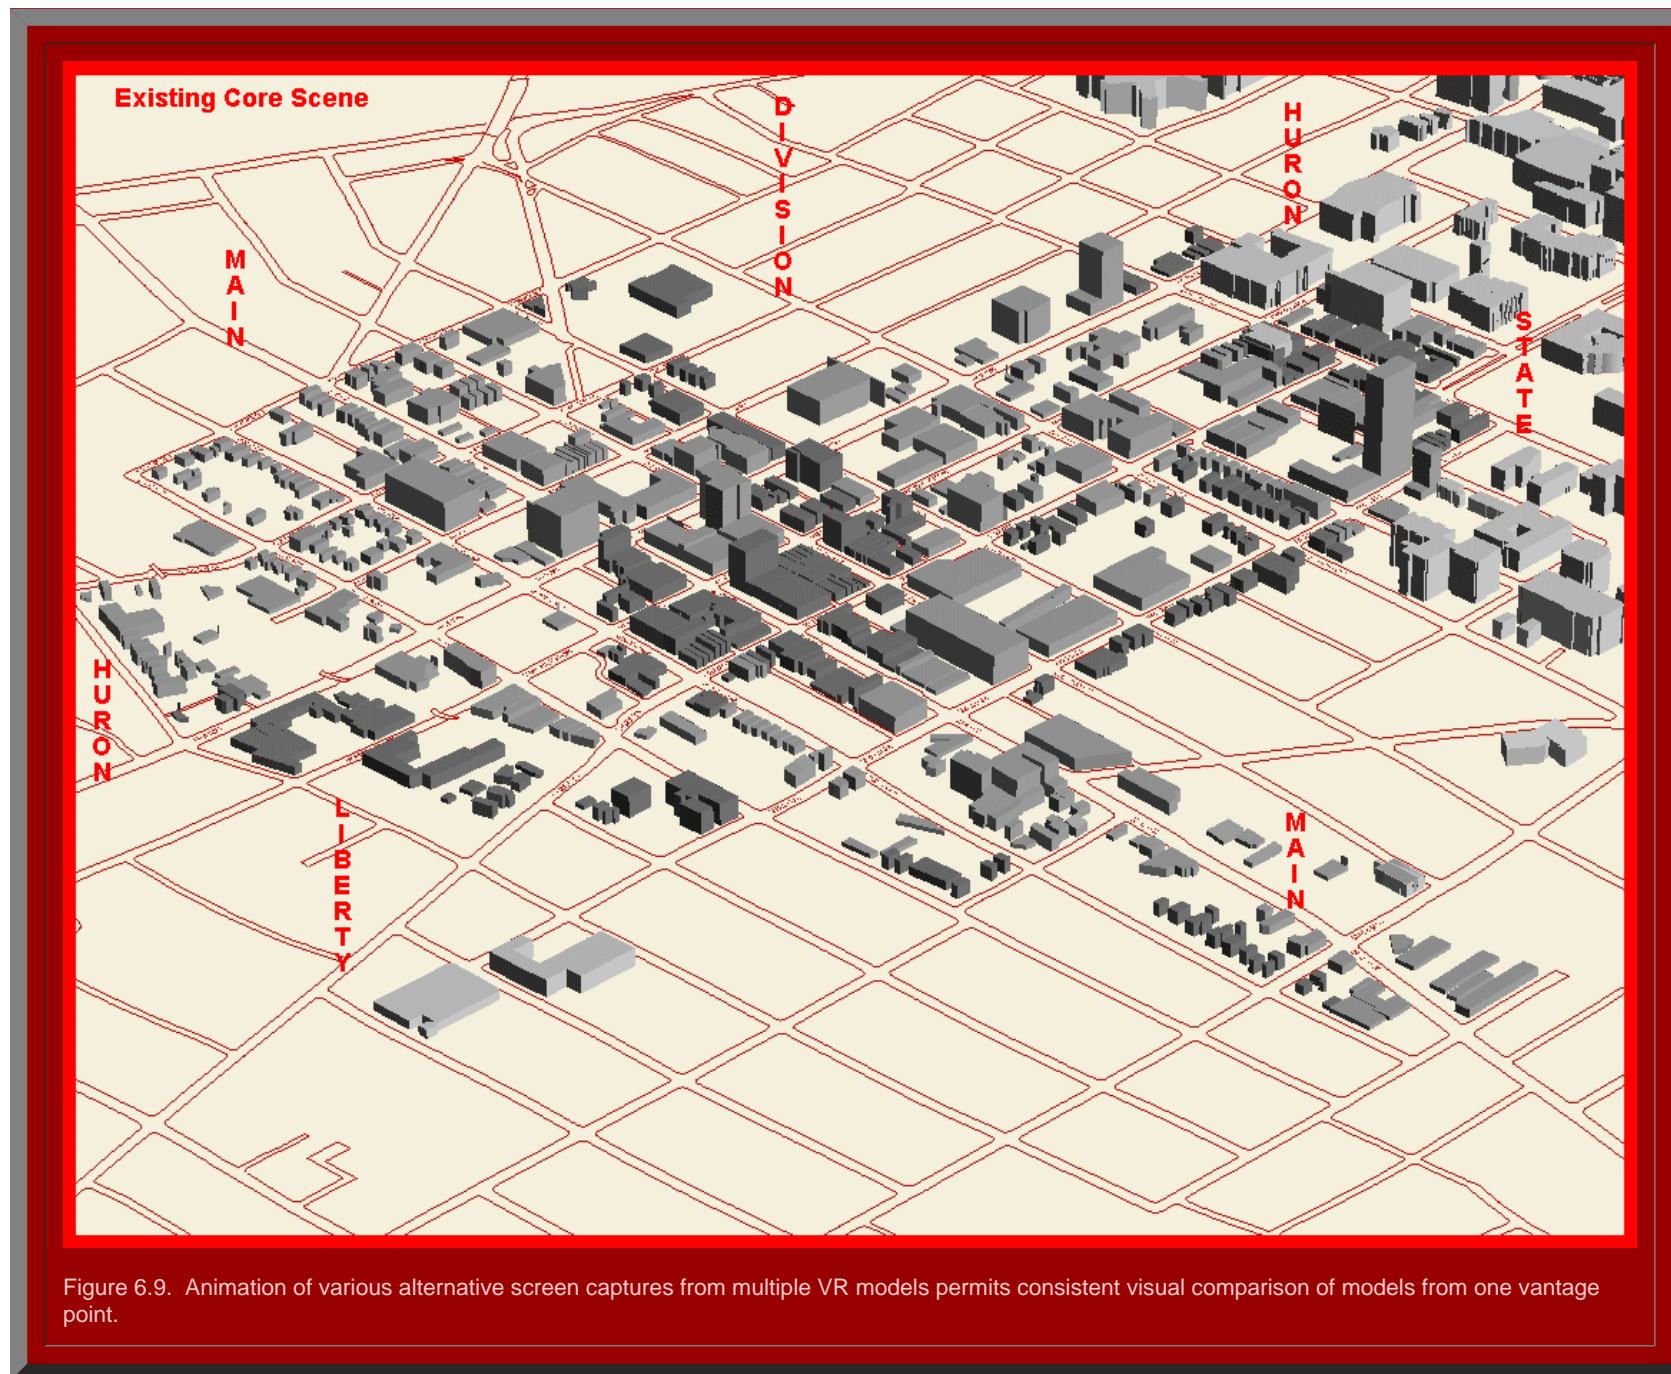 Existing Core Scene
DIVISION
HURON
MAIN
STATE
HURON
LIBERTY
MAIN
Figure 6.9.  Animation of various alternative screen captures from multiple VR models permits consistent visual comparison of models from one vantage
point.